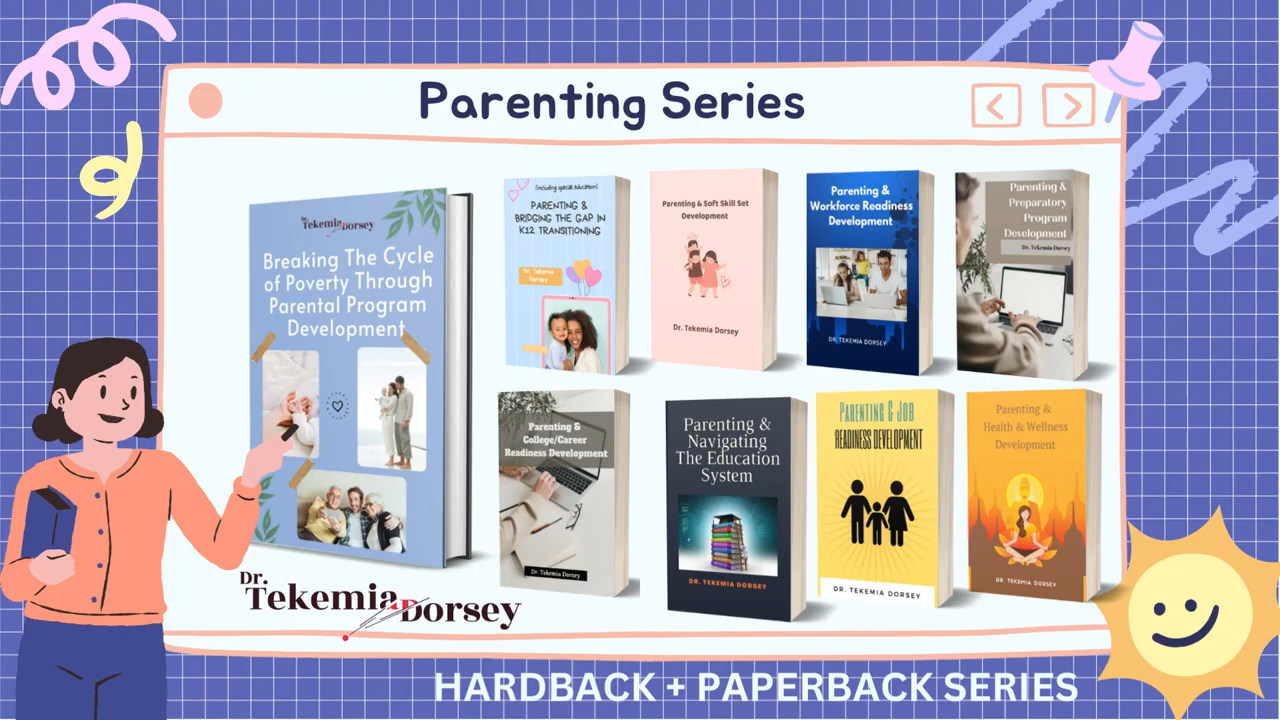 Parenting Series
Dr.
Tekemia Dorsey
Breaking The Cycle
of Poverty Through
Parental Program
Development
(including special education)
PARENTING &
BRIDGING THE GAP IN
K12 TRANSITIONING
Dr. Tekemia
Dorsey
Parenting & Soft Skill Set
Development
Dr. Tekemia Dorsey
Parenting &
Workforce Readiness
Development
DR. TEKEMIA DORSEY
Parenting &
Preparatory
Program
Development
Dr. Tekemia Dorsey
Parenting &
College/Career
Readiness Development
Dr. Tekemia Dorsey
Parenting &
Navigating
The Education
System
DR. TEKEMIA DORSEY
PARENTING & JOB
READINESS DEVELOPMENT
DR. TEKEMIA DORSEY
Parenting &
Health & Wellness
Development
DR. TEKEMIA DORSEY
Dr.
Tekemia Dorsey
HARDBACK + PAPERBACK SERIES